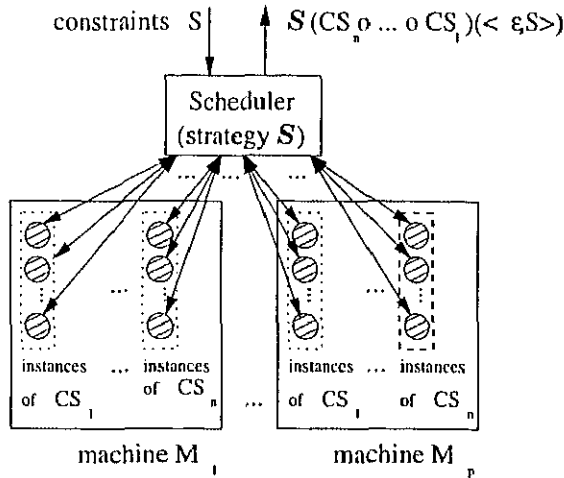 constraints S S (CS_n o ... o CS_1)(< ε,S>)
Scheduler
(strategy S)
... ... ...
... ...
instances ... instances instances ... instances
of CS_1 of CS_n ... of CS_1 of CS_n
machine M_1 machine M_p